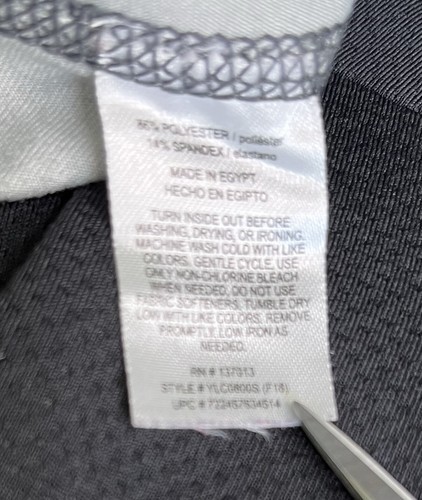 86% POLYESTER / poliéster
14% SPANDEX / elastano
MADE IN EGYPT
HECHO EN EGIPTO
TURN INSIDE OUT BEFORE
WASHING, DRYING, OR IRONING.
MACHINE WASH COLD WITH LIKE
COLORS. GENTLE CYCLE. USE
ONLY NON-CHLORINE BLEACH
WHEN NEEDED. DO NOT USE
FABRIC SOFTENERS. TUMBLE DRY
LOW WITH LIKE COLORS. REMOVE
PROMPTLY. LOW IRON AS
NEEDED.
RN # 137013
STYLE # YLC0800S (F18)
UPC #